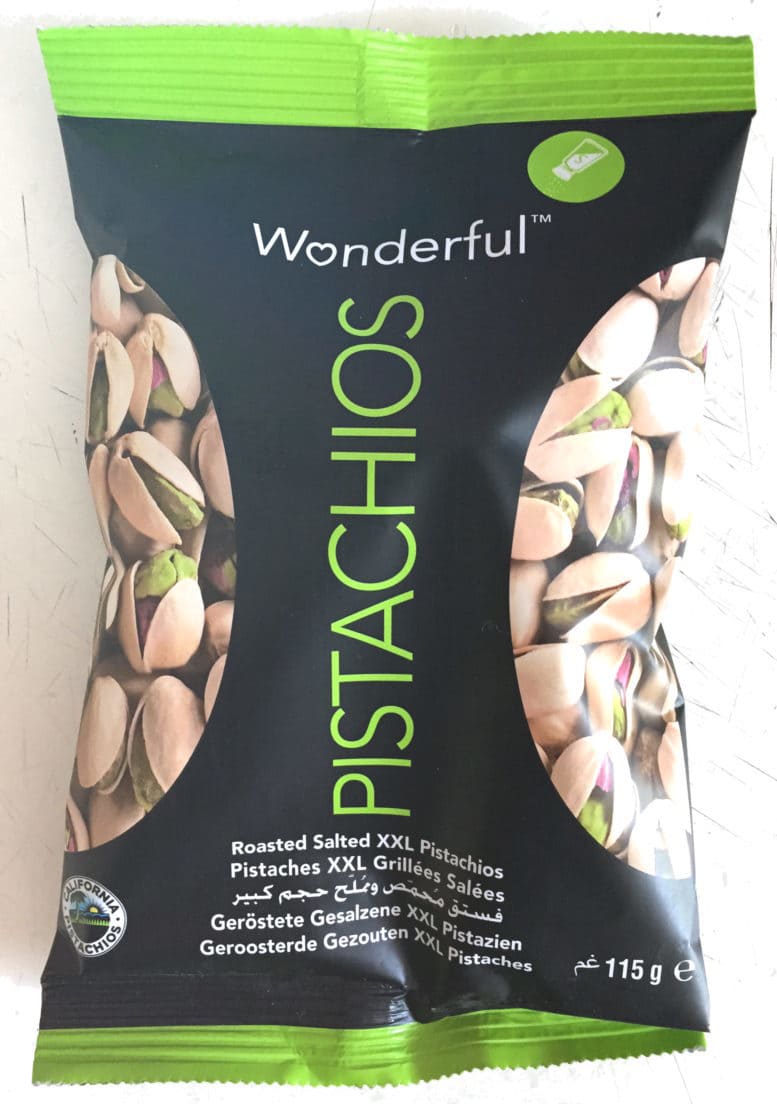 Wonderful™
PISTACHIOS
Roasted Salted XXL Pistachios
Pistaches XXL Grillées Salées
فستق مُحمّص ومُملّح حجم كبير
Geröstete Gesalzene XXL Pistazien
Geroosterde Gezouten XXL Pistaches
CALIFORNIA
PISTACHIOS
115 g غم ℮